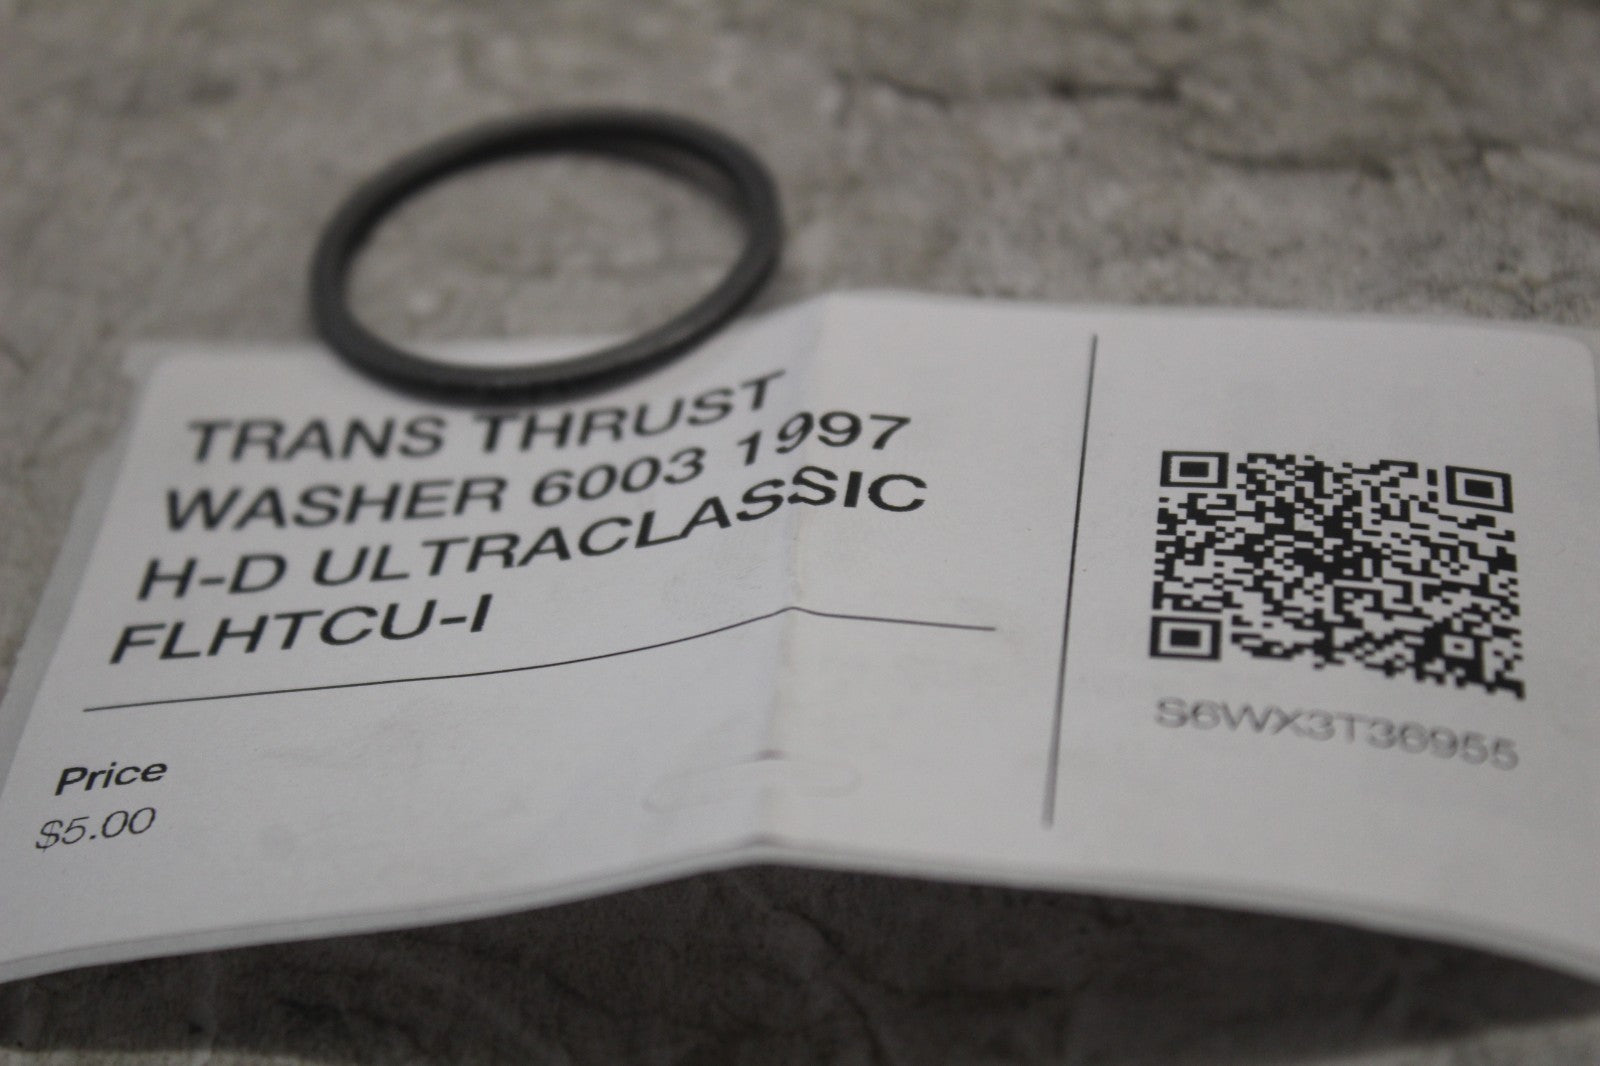 TRANS THRUST
WASHER 6003 1997
H-D ULTRACLASSIC
FLHTCU-I
Price
$5.00
S6WX3T36955